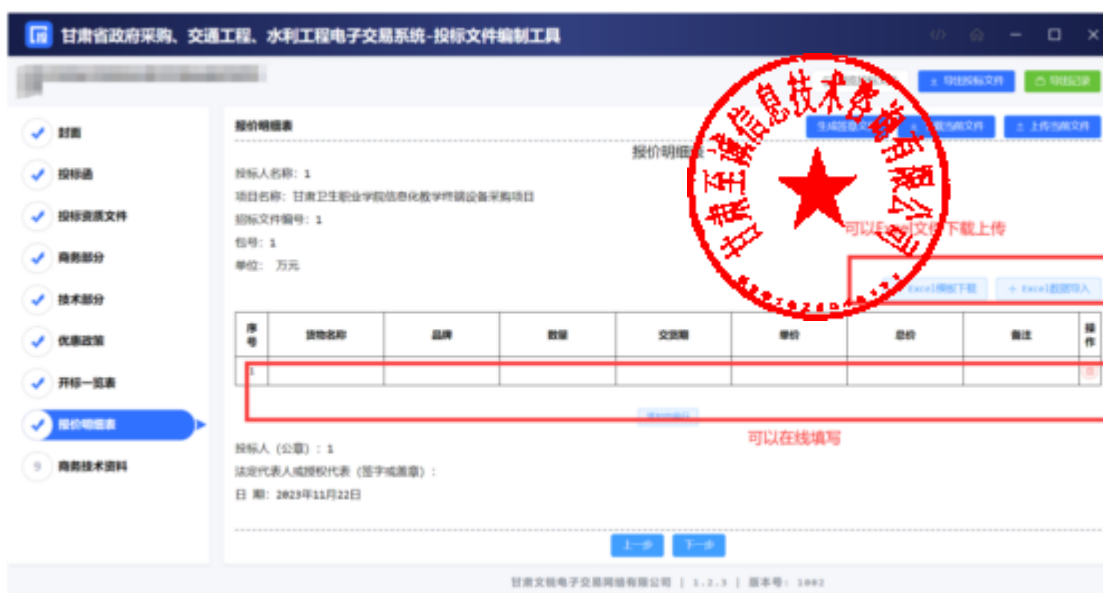 甘肃省政府采购、交通工程、水利工程电子交易系统-投标文件编制工具
导出投标文件
导出记录
封面
投标函
投标资质文件
商务部分
技术部分
优惠政策
开标一览表
报价明细表
9 商务技术资料
报价明细表
上传当前文件
报价明细表
投标人名称: 1
项目名称: 甘肃卫生职业学院信息化教学终端设备采购项目
招标文件编号: 1
包号: 1
单位: 万元
甘肃至诚信息技术咨询有限公司
可以Excel文件下载上传
Excel模板下载
+ Excel数据导入
序号 货物名称 品牌 数量 交货期 单价 总价 备注 操作
1
可以在线填写
投标人 (公章) : 1
法定代表人或授权代表 (签字或盖章) :
日 期: 2023年11月22日
上一步
下一步
甘肃文锐电子交易网络有限公司 | 1.2.3 | 版本号: 1002